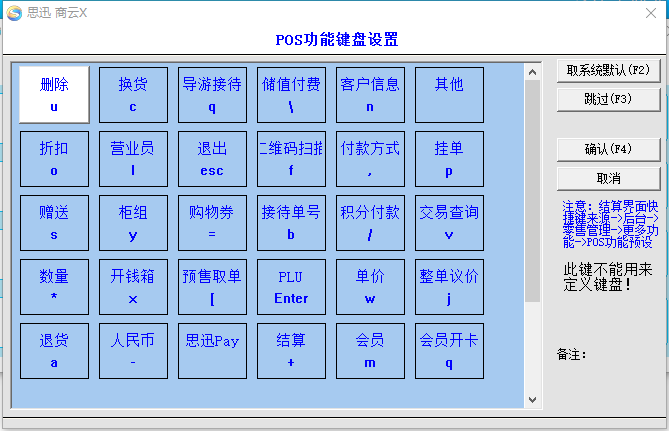 思迅 商云X
POS功能键盘设置
删除 换货 导游接待 储值付费 客户信息 其他
u c q \ n
折扣 营业员 退出 二维码扫描 付款方式 挂单
o l esc f , p
赠送 柜组 购物券 接待单号 积分付款 交易查询
s y = b / v
数量 开钱箱 预售取单 PLU 单价 整单议价
* x [ Enter w j
退货 人民币 思迅Pay 结算 会员 会员开卡
a - + m q
取系统默认(F2)
跳过(F3)
确认(F4)
取消
注意: 结算界面快
捷键来源->后台->
零售管理->更多功
能->POS功能预设
此键不能用来
定义键盘!
备注: